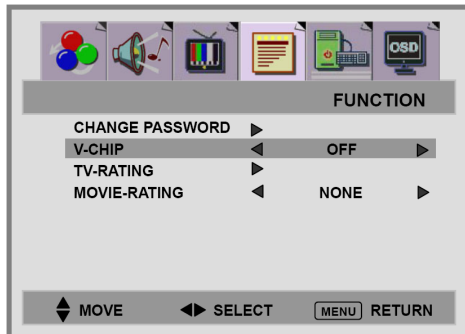 OSD
FUNCTION
CHANGE PASSWORD
V-CHIP OFF
TV-RATING
MOVIE-RATING NONE
MOVE SELECT MENU RETURN